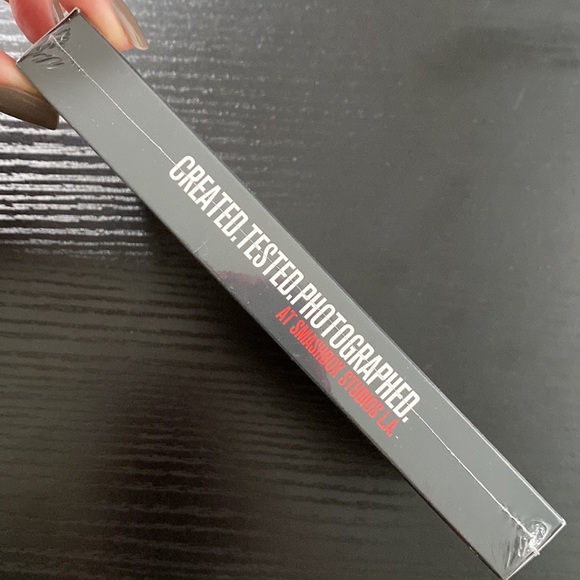 CREATED.TESTED.PHOTOGRAPHED.
AT SMASHBOX STUDIOS L.A.